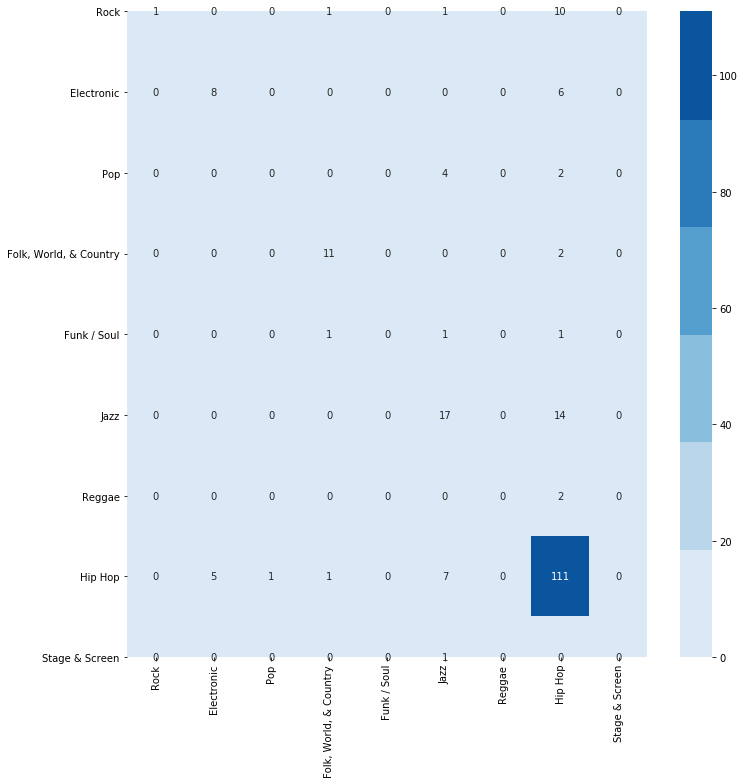 Rock 1 0 0 1 0 1 0 10 0
Electronic 0 8 0 0 0 0 0 6 0
Pop 0 0 0 0 0 4 0 2 0
Folk, World, & Country 0 0 0 11 0 0 0 2 0
Funk / Soul 0 0 0 1 0 1 0 1 0
Jazz 0 0 0 0 0 17 0 14 0
Reggae 0 0 0 0 0 0 0 2 0
Hip Hop 0 5 1 1 0 7 0 111 0
Stage & Screen 0 0 0 0 0 1 0 0 0
Rock
Electronic
Pop
Folk, World, & Country
Funk / Soul
Jazz
Reggae
Hip Hop
Stage & Screen
100
80
60
40
20
0